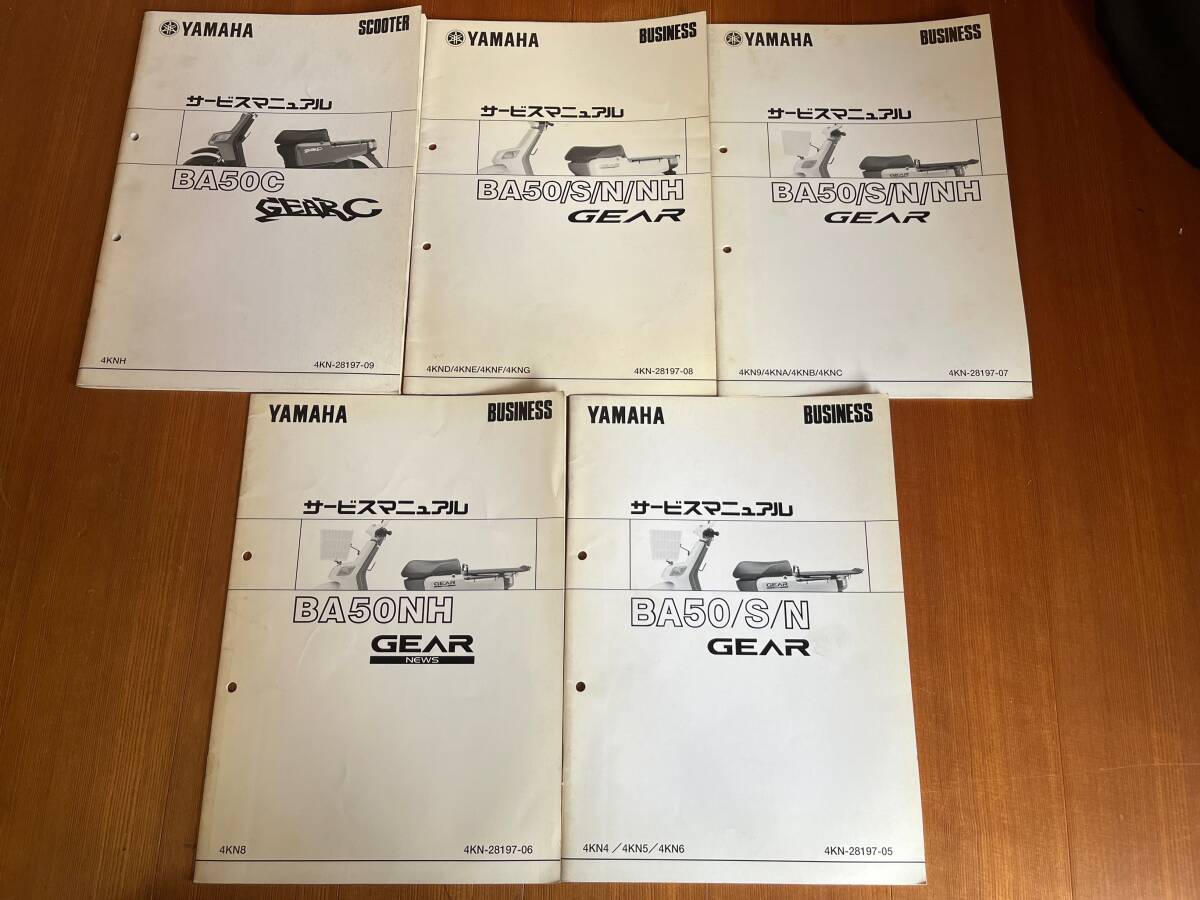 YAMAHA SCOOTER
サービスマニュアル
BA50C
GEAR C
4KNH 4KN-28197-09
YAMAHA BUSINESS
サービスマニュアル
BA50/S/N/NH
GEAR
4KND/4KNE/4KNF/4KNG 4KN-28197-08
YAMAHA BUSINESS
サービスマニュアル
GEAR
BA50/S/N/NH
GEAR
4KN9/4KNA/4KNB/4KNC 4KN-28197-07
YAMAHA BUSINESS
サービスマニュアル
GEAR
BA50NH
GEAR
NEWS
4KN8 4KN-28197-06
YAMAHA BUSINESS
サービスマニュアル
GEAR
BA50/S/N
GEAR
4KN4/4KN5/4KN6 4KN-28197-05